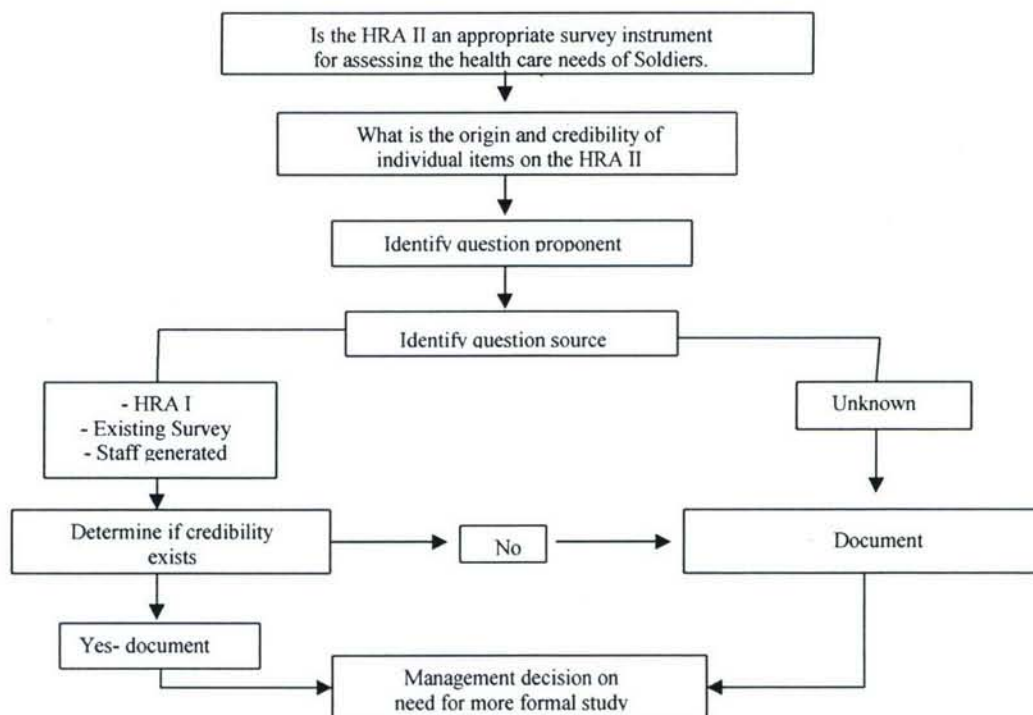 Is the HRA II an appropriate survey instrument
for assessing the health care needs of Soldiers.
What is the origin and credibility of
individual items on the HRA II
Identify question proponent
Identify question source
- HRA I
- Existing Survey
- Staff generated
Unknown
Determine if credibility
exists
No
Document
Yes- document
Management decision on
need for more formal study